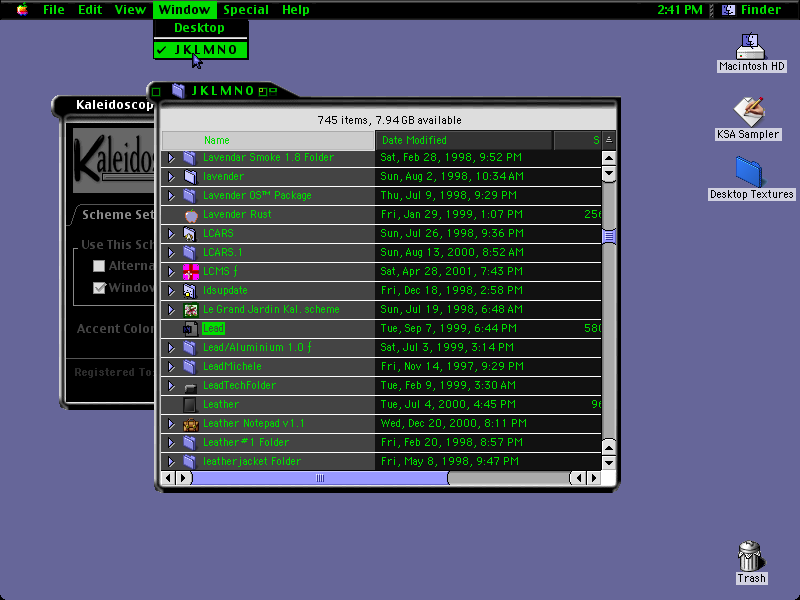 File Edit View Window Special Help 2:41 PM Finder
Desktop
✓ JKLMNO
Macintosh HD
KSA Sampler
Desktop Textures
Trash
Kaleidoscop
Kaleidos
Scheme Set
Use This Sch
Alterna
Window
Accent Color
Registered To
JKLMNO
745 items, 7.94 GB available
Name Date Modified S
Lavendar Smoke 1.8 Folder Sat, Feb 28, 1998, 9:52 PM
lavender Sun, Aug 2, 1998, 10:34 AM
Lavender OS™ Package Thu, Jul 9, 1998, 9:29 PM
Lavender Rust Fri, Jan 29, 1999, 1:07 PM 256
LCARS Sun, Jul 26, 1998, 9:36 PM
LCARS.1 Sun, Aug 13, 2000, 8:52 AM
LCMS ƒ Sat, Apr 28, 2001, 7:43 PM
ldsupdate Fri, Dec 18, 1998, 2:58 PM
Le Grand Jardin Kal. scheme Sun, Jul 19, 1998, 6:48 AM
Lead Tue, Sep 7, 1999, 6:44 PM 580
Lead/Aluminium 1.0 ƒ Sat, Jul 3, 1999, 3:14 PM
LeadMichele Fri, Nov 14, 1997, 9:29 PM
LeadTechFolder Tue, Feb 9, 1999, 3:30 AM
Leather Tue, Jul 4, 2000, 4:45 PM 96
Leather Notepad v1.1 Wed, Dec 20, 2000, 8:11 PM
Leather#1 Folder Fri, Feb 20, 1998, 8:57 PM
leatherjacket Folder Fri, May 8, 1998, 9:47 PM